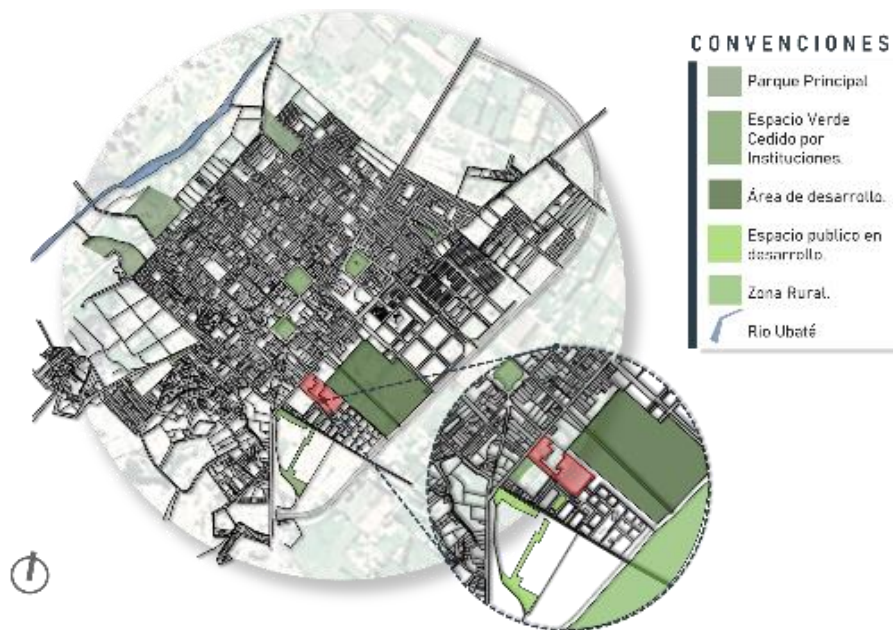 CONVENCIONES
Parque Principal
Espacio Verde
Cedido por
Instituciones.
Área de desarrollo.
Espacio publico en
desarrollo.
Zona Rural.
Rio Ubaté